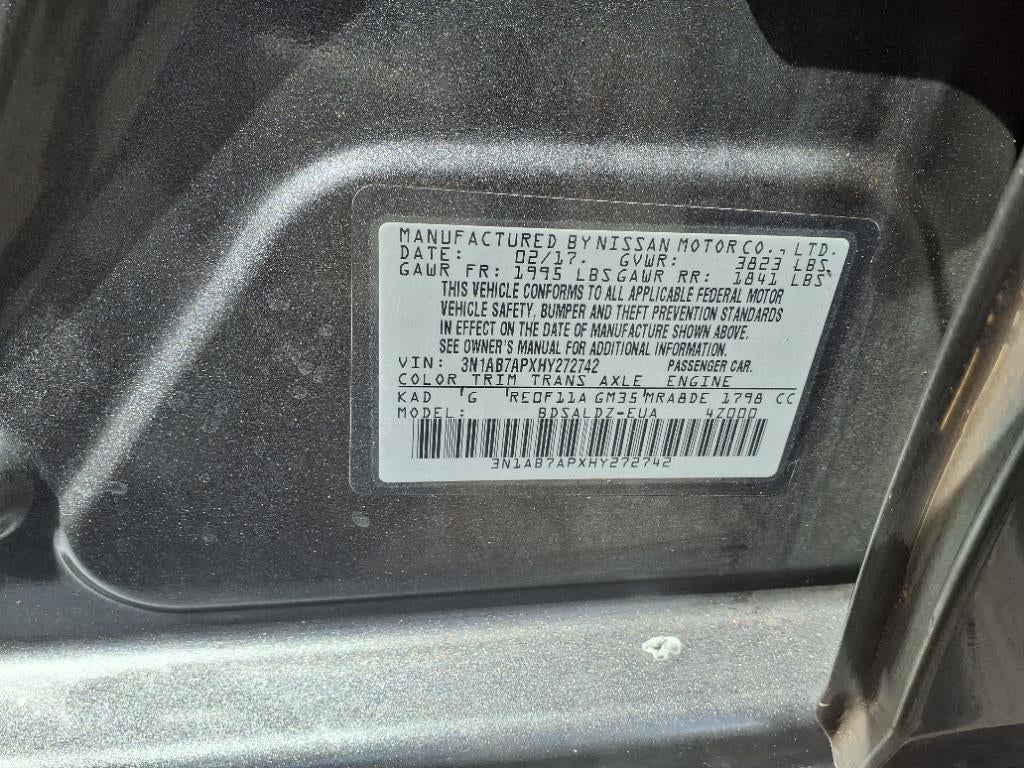 MANUFACTURED BY NISSAN MOTOR CO., LTD.
DATE: 02/17. GVWR: 3823 LBS
GAWR FR: 1995 LBS GAWR RR: 1841 LBS
THIS VEHICLE CONFORMS TO ALL APPLICABLE FEDERAL MOTOR
VEHICLE SAFETY, BUMPER AND THEFT PREVENTION STANDARDS
IN EFFECT ON THE DATE OF MANUFACTURE SHOWN ABOVE.
SEE OWNER'S MANUAL FOR ADDITIONAL INFORMATION.
VIN: 3N1AB7APXHY272742 PASSENGER CAR.
COLOR TRIM TRANS AXLE ENGINE
KAD G RE0F11A GM35 MRA8DE 1798 CC
MODEL: BDSALDZ-EUA 4Z000
3N1AB7APXHY272742